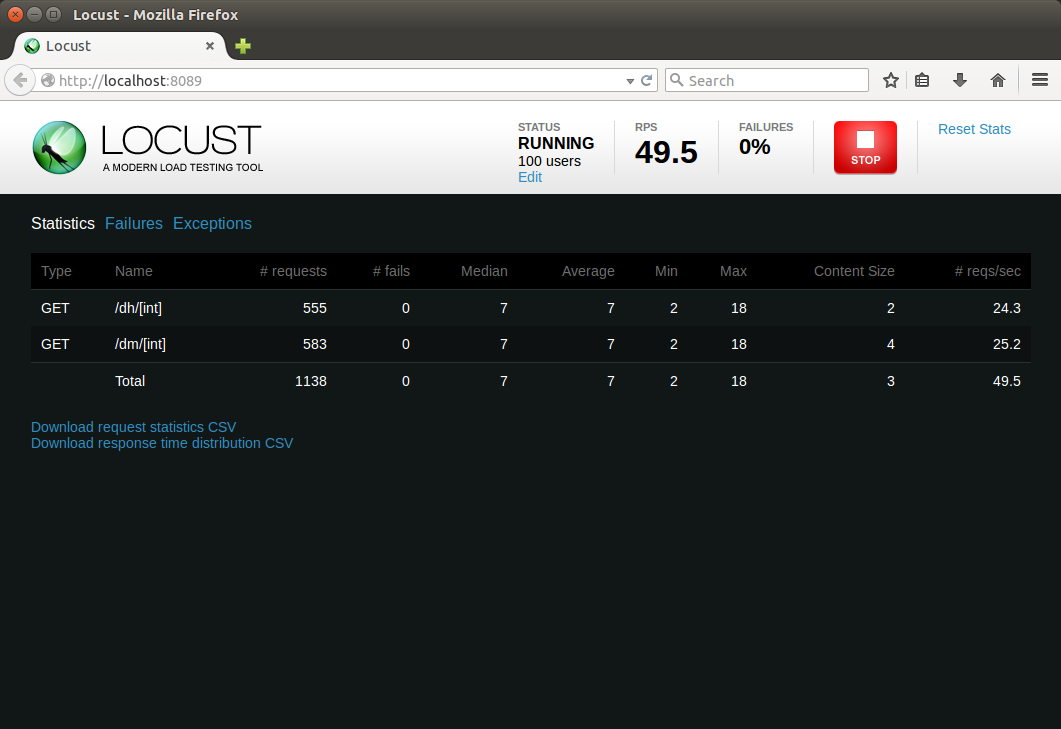 Locust - Mozilla Firefox
Locust
http://localhost:8089
Search
LOCUST
A MODERN LOAD TESTING TOOL
STATUS
RUNNING
100 users
Edit
RPS
49.5
FAILURES
0%
STOP
Reset Stats
Statistics Failures Exceptions
Type Name # requests # fails Median Average Min Max Content Size # reqs/sec
GET /dh/[int] 555 0 7 7 2 18 2 24.3
GET /dm/[int] 583 0 7 7 2 18 4 25.2
Total 1138 0 7 7 2 18 3 49.5
Download request statistics CSV
Download response time distribution CSV